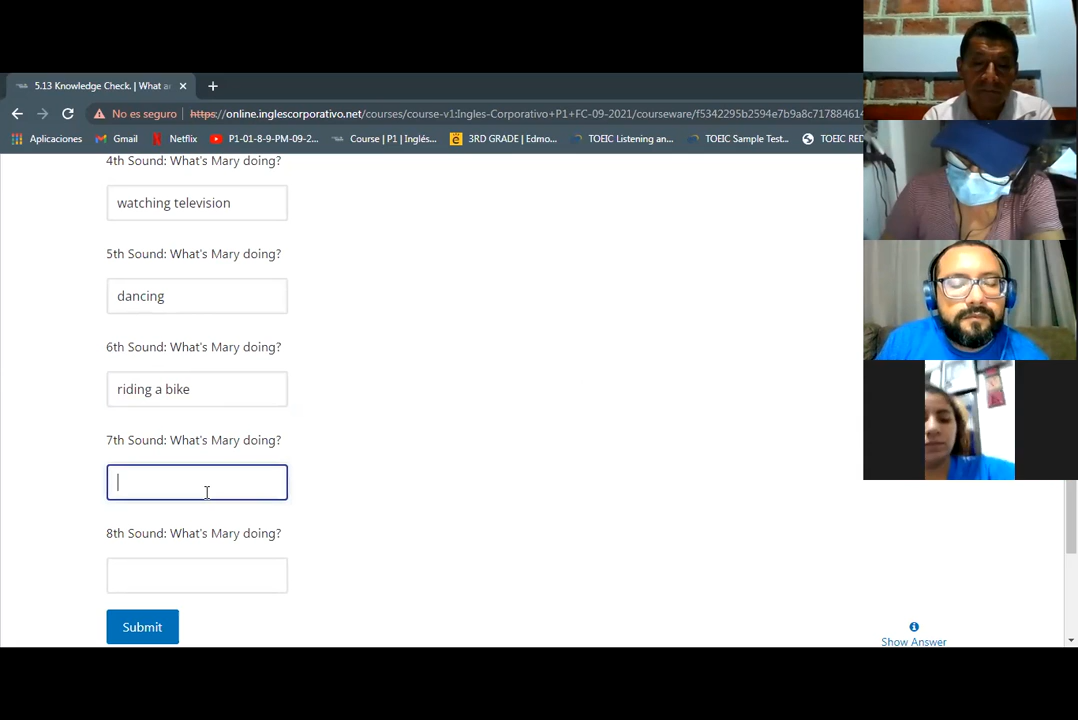 5.13 Knowledge Check. | What a
No es seguro
https://online.inglescorporativo.net/courses/course-v1:Ingles-Corporativo+P1+FC-09-2021/courseware/f5342295b2594e7b9a8c717884614
Aplicaciones Gmail Netflix P1-01-8-9-PM-09-2... Course | P1 | Inglés... 3RD GRADE | Edmo... TOEIC Listening an... TOEIC Sample Test... TOEIC RED
4th Sound: What's Mary doing?
watching television
5th Sound: What's Mary doing?
dancing
6th Sound: What's Mary doing?
riding a bike
7th Sound: What's Mary doing?
8th Sound: What's Mary doing?
Submit
Show Answer